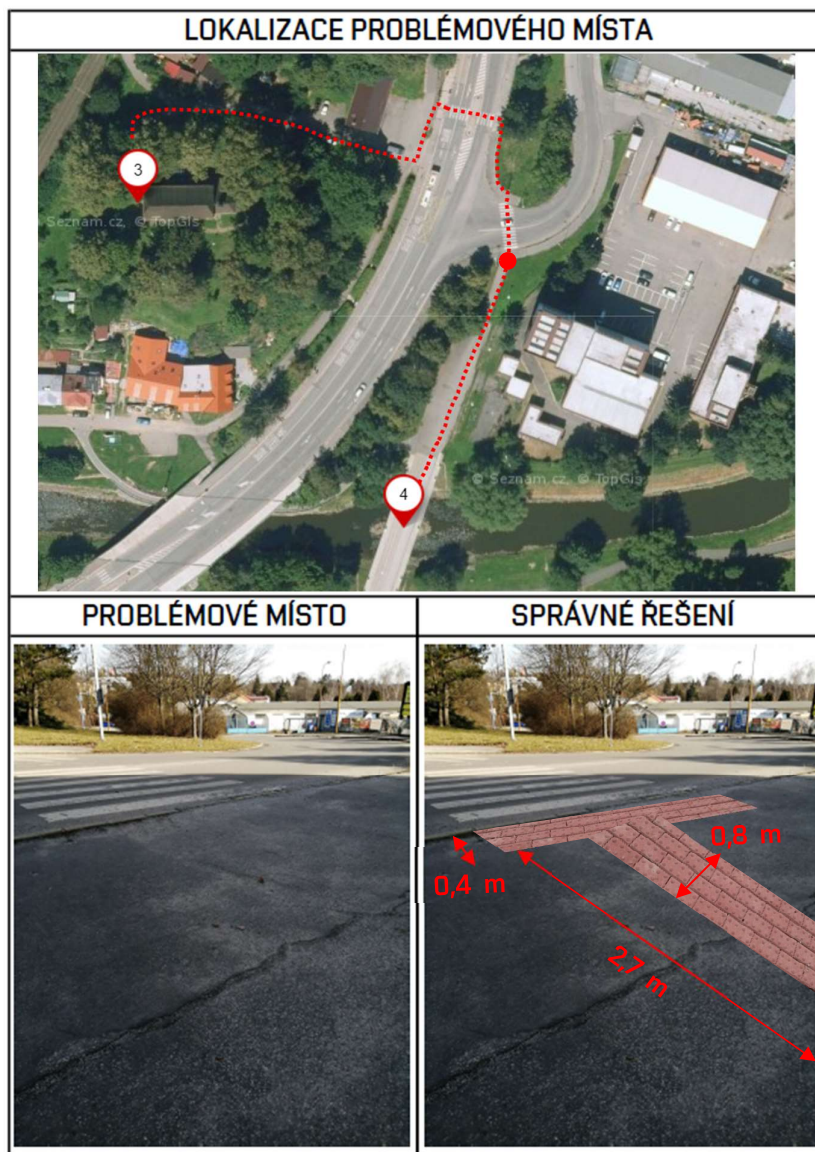 LOKALIZACE PROBLÉMOVÉHO MÍSTA
3
Seznam.cz, © TopGis
4
© Seznam.cz, © TopGis
PROBLÉMOVÉ MÍSTO
SPRÁVNÉ ŘEŠENÍ
0,8 m
0,4 m
2,7 m